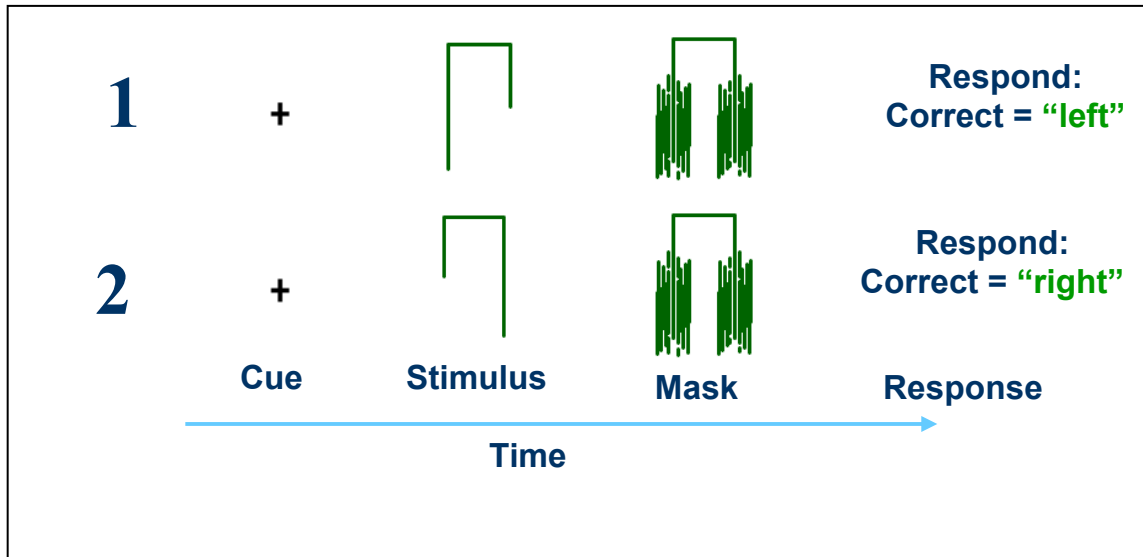 1
+
Respond:
Correct = “left”
2
+
Respond:
Correct = “right”
Cue
Stimulus
Mask
Response
Time